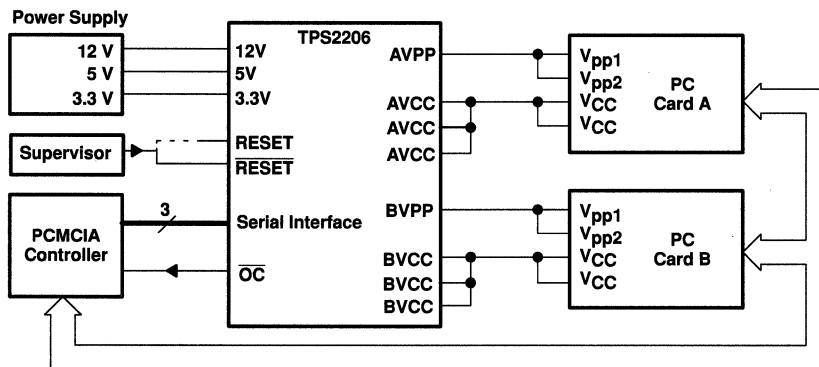 Power Supply
12 V
5 V
3.3 V
Supervisor
3
PCMCIA
Controller
TPS2206
12V
5V
3.3V
RESET
RESET
Serial Interface
OC
AVPP
AVCC
AVCC
AVCC
BVPP
BVCC
BVCC
BVCC
Vpp1
Vpp2
VCC
VCC
PC
Card A
Vpp1
Vpp2
VCC
VCC
PC
Card B